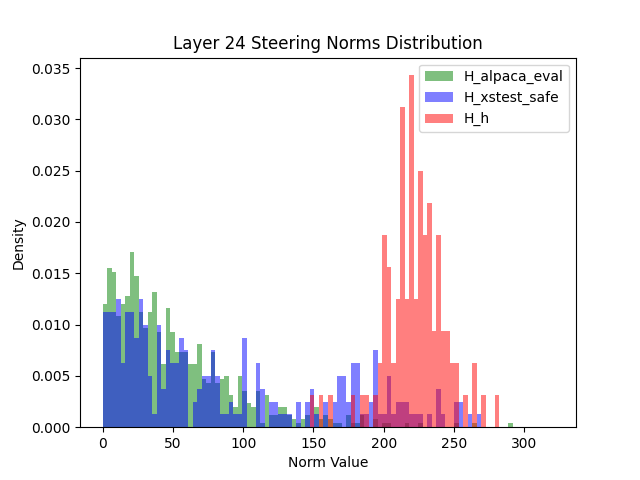 Layer 24 Steering Norms Distribution
H_alpaca_eval
H_xstest_safe
H_h
Density
0.035
0.030
0.025
0.020
0.015
0.010
0.005
0.000
0
50
100
150
200
250
300
Norm Value